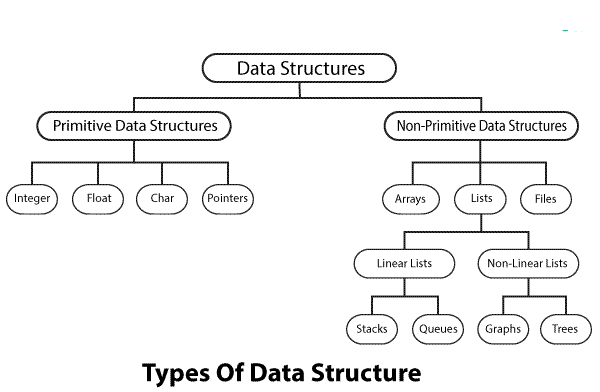 Data Structures
Primitive Data Structures
Non-Primitive Data Structures
Integer
Float
Char
Pointers
Arrays
Lists
Files
Linear Lists
Non-Linear Lists
Stacks
Queues
Graphs
Trees
Types Of Data Structure